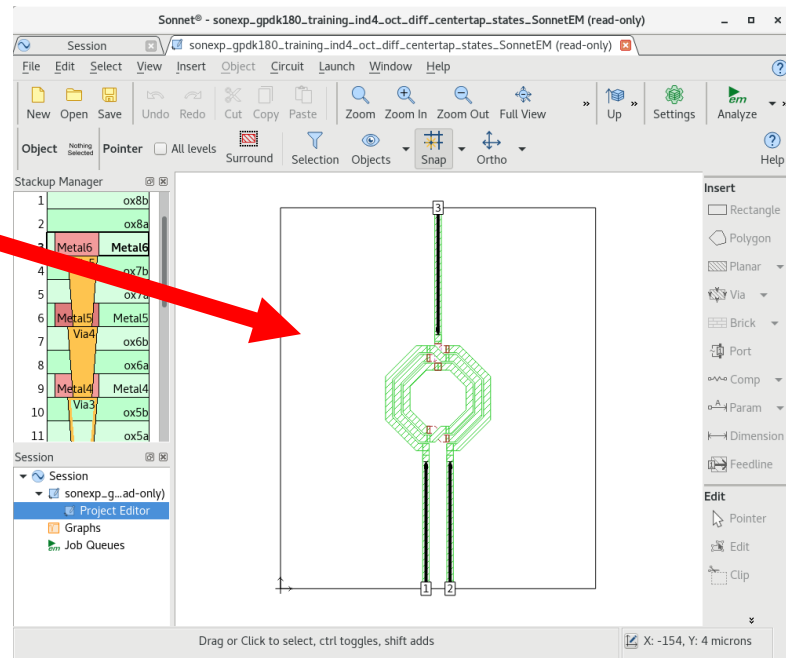 Sonnet® - sonexp_gpdk180_training_ind4_oct_diff_centertap_states_SonnetEM (read-only)
Session
sonexp_gpdk180_training_ind4_oct_diff_centertap_states_SonnetEM (read-only)
File Edit Select View Insert Object Circuit Launch Window Help
New Open Save Undo Redo Cut Copy Paste Zoom Zoom In Zoom Out Full View » Up » Settings em Analyze »
Object Nothing Selected Pointer All levels Surround Selection Objects Snap Ortho Help
Stackup Manager
1 ox8b
2 ox8a
3 Metal6 Metal6
4 ox7b
5 ox7a
6 Metal5 Metal5
7 Via4 ox6b
8 ox6a
9 Metal4 Metal4
10 Via3 ox5b
11 ox5a
Session
Session
sonexp_g...ad-only)
Project Editor
Graphs
em Job Queues
3
1 2
Insert
Rectangle
Polygon
Planar
Via
Brick
Port
Comp
A Param
Dimension
Feedline
Edit
Pointer
Edit
Clip
Drag or Click to select, ctrl toggles, shift adds
X: -154, Y: 4 microns